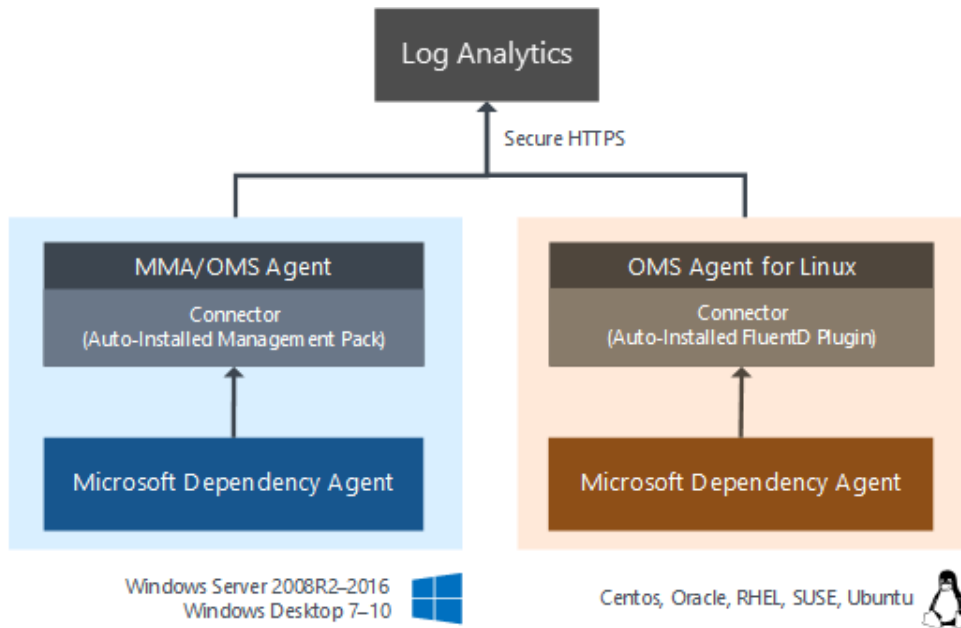 Log Analytics
Secure HTTPS
MMA/OMS Agent
Connector
(Auto-Installed Management Pack)
Microsoft Dependency Agent
Windows Server 2008R2–2016
Windows Desktop 7–10
OMS Agent for Linux
Connector
(Auto-Installed FluentD Plugin)
Microsoft Dependency Agent
Centos, Oracle, RHEL, SUSE, Ubuntu